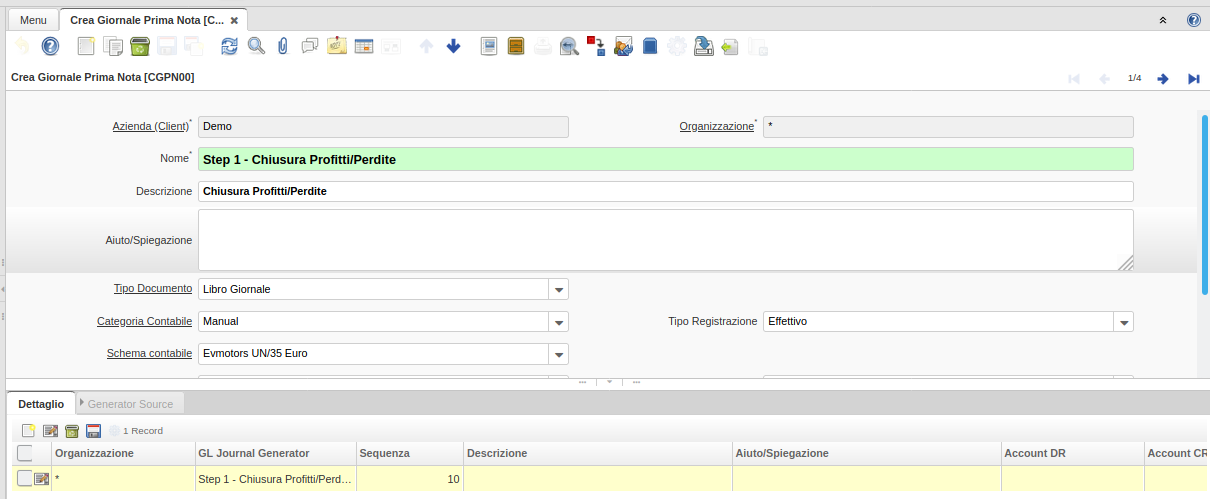 Menu Crea Giornale Prima Nota [C...
Crea Giornale Prima Nota [CGPN00] 1/4
Azienda (Client)* Demo Organizzazione* *
Nome* Step 1 - Chiusura Profitti/Perdite
Descrizione Chiusura Profitti/Perdite
Aiuto/Spiegazione
Tipo Documento Libro Giornale
Categoria Contabile Manual Tipo Registrazione Effettivo
Schema contabile Evmotors UN/35 Euro
Dettaglio Generator Source
1 Record
Organizzazione GL Journal Generator Sequenza Descrizione Aiuto/Spiegazione Account DR Account CR
* Step 1 - Chiusura Profitti/Perd... 10